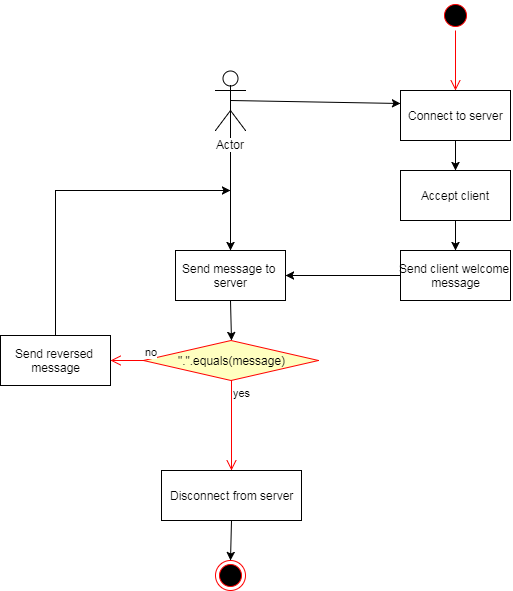 Connect to server
Actor
Accept client
Send message to
server
Send client welcome
message
no
Send reversed
message
".".equals(message)
yes
Disconnect from server